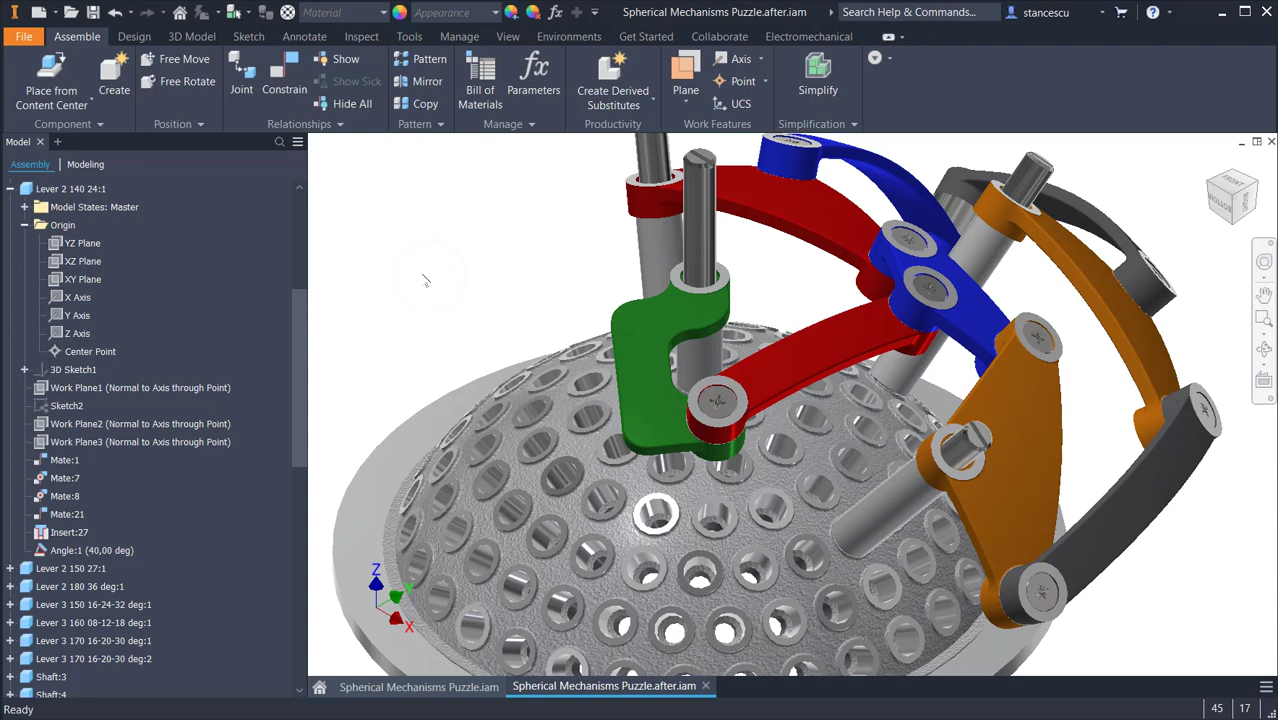 Material
Appearance
Spherical Mechanisms Puzzle.after.iam
Search Help & Commands...
stancescu
File
Assemble
Design
3D Model
Sketch
Annotate
Inspect
Tools
Manage
View
Environments
Get Started
Collaborate
Electromechanical
Place from
Content Center
Create
Free Move
Free Rotate
Joint
Constrain
Show
Show Sick
Hide All
Pattern
Mirror
Copy
Bill of
Materials
fx
Parameters
Create Derived
Substitutes
Plane
Axis
Point
UCS
Simplify
Component
Position
Relationships
Pattern
Manage
Productivity
Work Features
Simplification
Model
Assembly
Modeling
Lever 2 140 24:1
Model States: Master
Origin
YZ Plane
XZ Plane
XY Plane
X Axis
Y Axis
Z Axis
Center Point
3D Sketch1
Work Plane1 (Normal to Axis through Point)
Sketch2
Work Plane2 (Normal to Axis through Point)
Work Plane3 (Normal to Axis through Point)
Mate:1
Mate:7
Mate:8
Mate:21
Insert:27
Angle:1 (40,00 deg)
Lever 2 150 27:1
Lever 2 180 36 deg:1
Lever 3 150 16-24-32 deg:1
Lever 3 160 08-12-18 deg:1
Lever 3 170 16-20-30 deg:1
Lever 3 170 16-20-30 deg:2
Shaft:3
Shaft:4
FRONT
RIGHT
BOTTOM
Z
Y
X
Spherical Mechanisms Puzzle.iam
Spherical Mechanisms Puzzle.after.iam
Ready
45
17